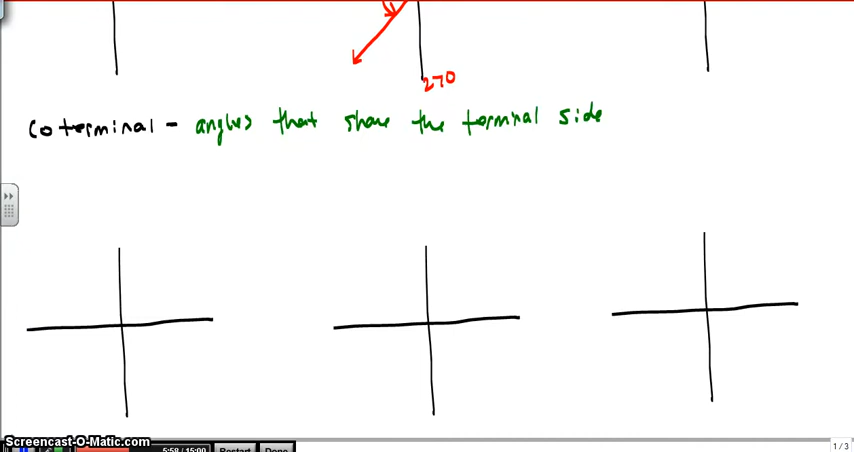 270
coterminal - angles that share the terminal side
Screencast-O-Matic.com
5:58 / 15:00 Restart Done
1 / 3